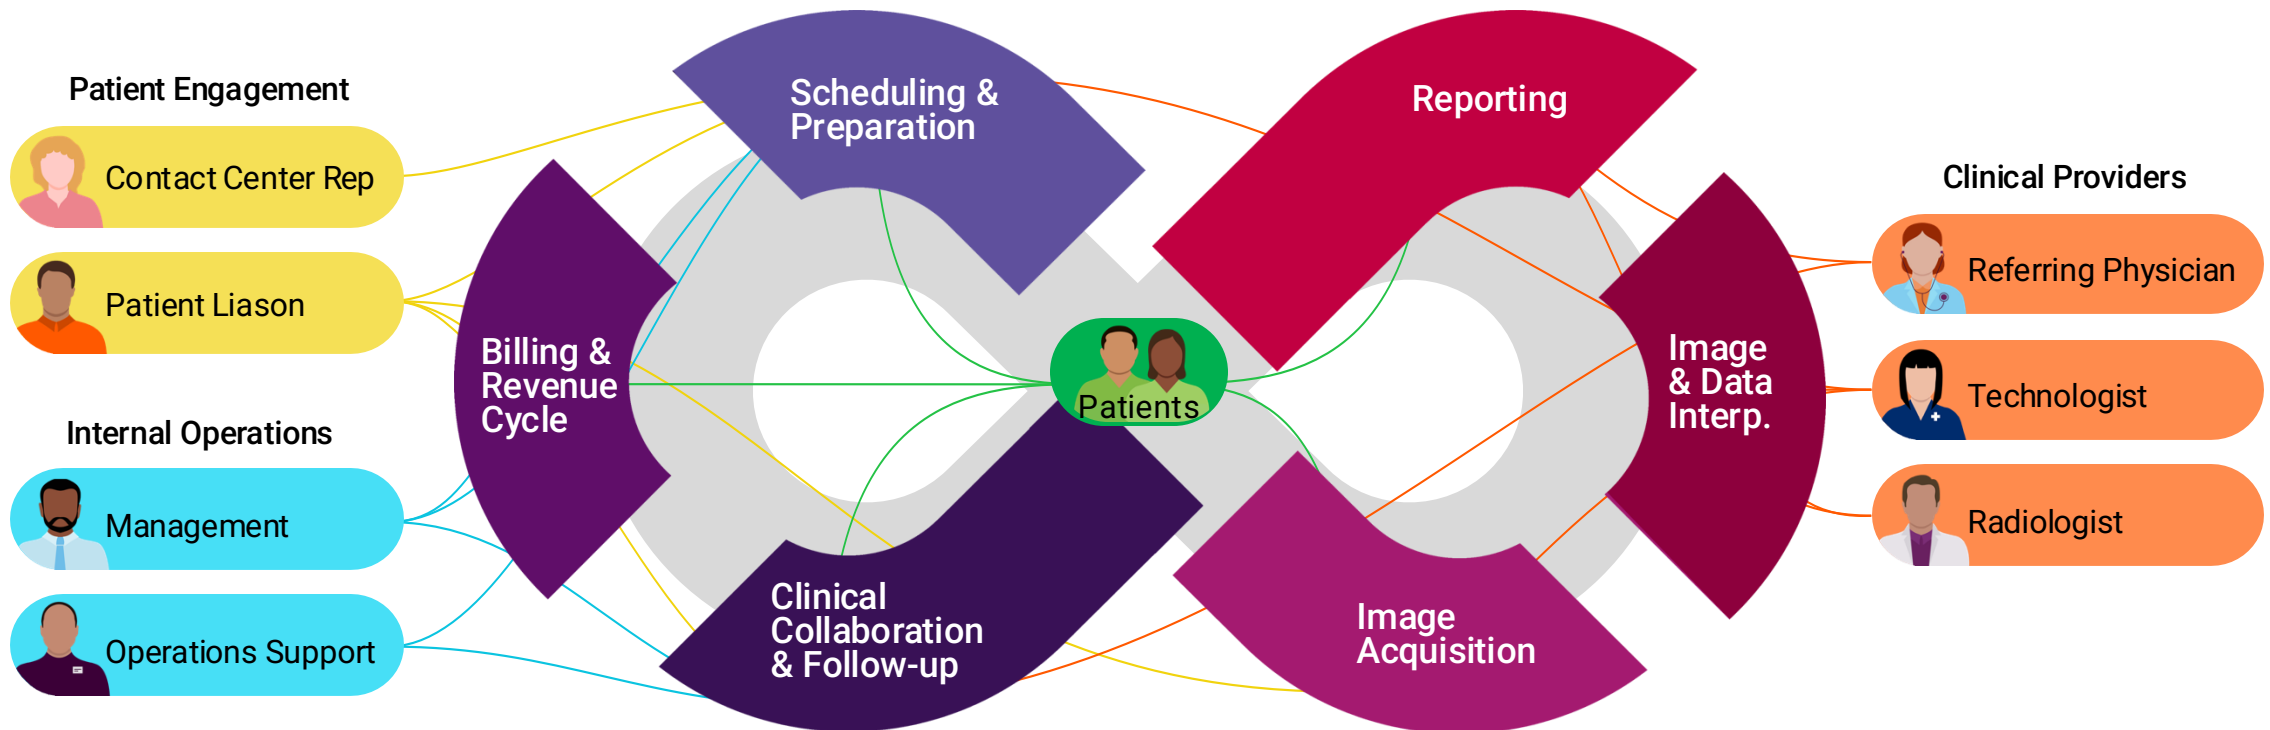 Patient Engagement
Contact Center Rep
Patient Liason
Internal Operations
Management
Operations Support
Scheduling &
Preparation
Billing &
Revenue
Cycle
Clinical
Collaboration
& Follow-up
Patients
Reporting
Image
& Data
Interp.
Image
Acquisition
Clinical Providers
Referring Physician
Technologist
Radiologist